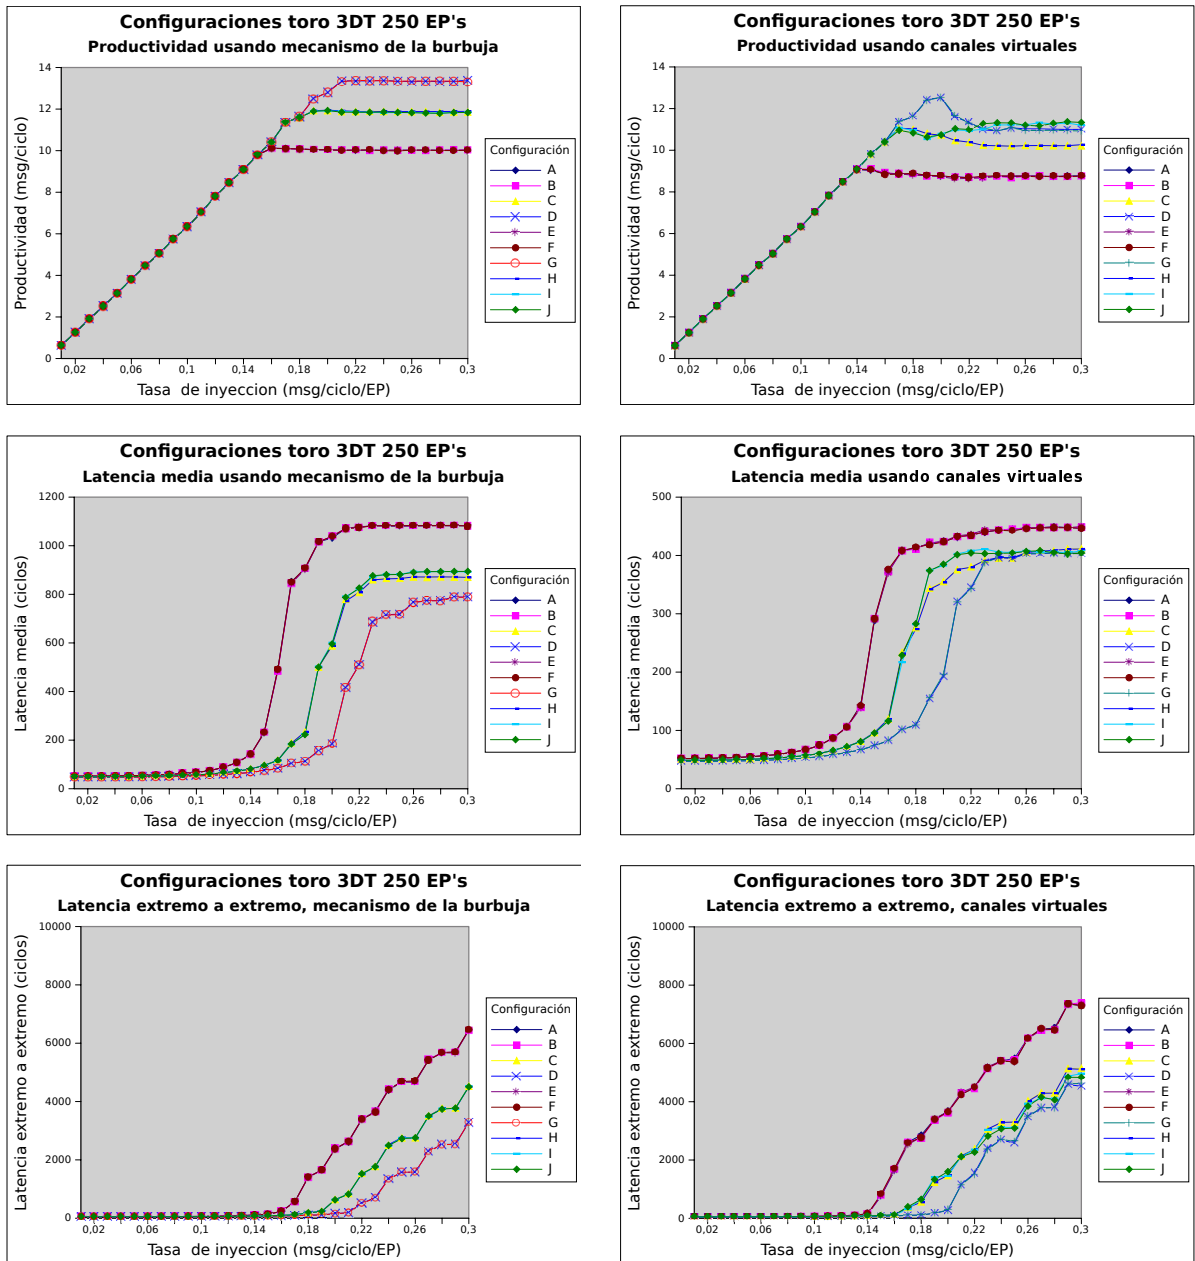 Configuraciones toro 3DT 250 EP's
Productividad usando mecanismo de la burbuja
Productividad (msg/ciclo)
14
12
10
8
6
4
2
0
0,02
0,06
0,1
0,14
0,18
0,22
0,26
0,3
Tasa de inyeccion (msg/ciclo/EP)
Configuración
A
B
C
D
E
F
G
H
I
J
Configuraciones toro 3DT 250 EP's
Productividad usando canales virtuales
Productividad (msg/ciclo)
14
12
10
8
6
4
2
0
0,02
0,06
0,1
0,14
0,18
0,22
0,26
0,3
Tasa de inyeccion (msg/ciclo/EP)
Configuración
A
B
C
D
E
F
G
H
I
J
Configuraciones toro 3DT 250 EP's
Latencia media usando mecanismo de la burbuja
Latencia media (ciclos)
1200
1000
800
600
400
200
0
0,02
0,06
0,1
0,14
0,18
0,22
0,26
0,3
Tasa de inyeccion (msg/ciclo/EP)
Configuración
A
B
C
D
E
F
G
H
I
J
Configuraciones toro 3DT 250 EP's
Latencia media usando canales virtuales
Latencia media (ciclos)
500
400
300
200
100
0
0,02
0,06
0,1
0,14
0,18
0,22
0,26
0,3
Tasa de inyeccion (msg/ciclo/EP)
Configuración
A
B
C
D
E
F
G
H
I
J
Configuraciones toro 3DT 250 EP's
Latencia extremo a extremo, mecanismo de la burbuja
Latencia extremo a extremo (ciclos)
10000
8000
6000
4000
2000
0
0,02
0,06
0,1
0,14
0,18
0,22
0,26
0,3
Tasa de inyeccion (msg/ciclo/EP)
Configuración
A
B
C
D
E
F
G
H
I
J
Configuraciones toro 3DT 250 EP's
Latencia extremo a extremo, canales virtuales
Latencia extremo a extremo (ciclos)
10000
8000
6000
4000
2000
0
0,02
0,06
0,1
0,14
0,18
0,22
0,26
0,3
Tasa de inyeccion (msg/ciclo/EP)
Configuración
A
B
C
D
E
F
G
H
I
J